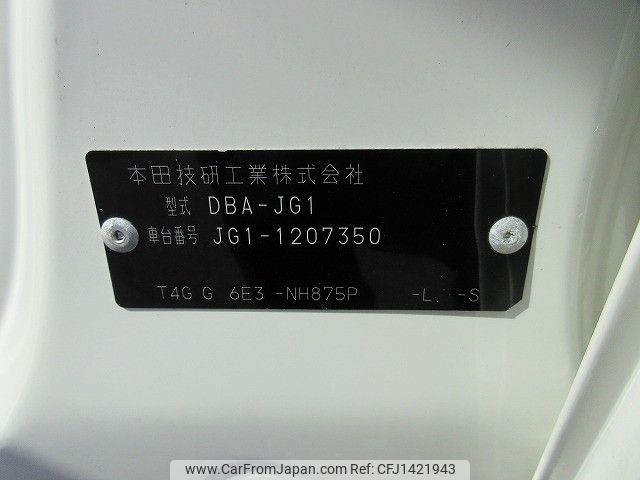 本田技研工業株式会社
型式 DBA-JG1
車台番号 JG1-1207350
T4G G 6E3 -NH875P -L. -S
www.CarFromJapan.com - CFJ1421943